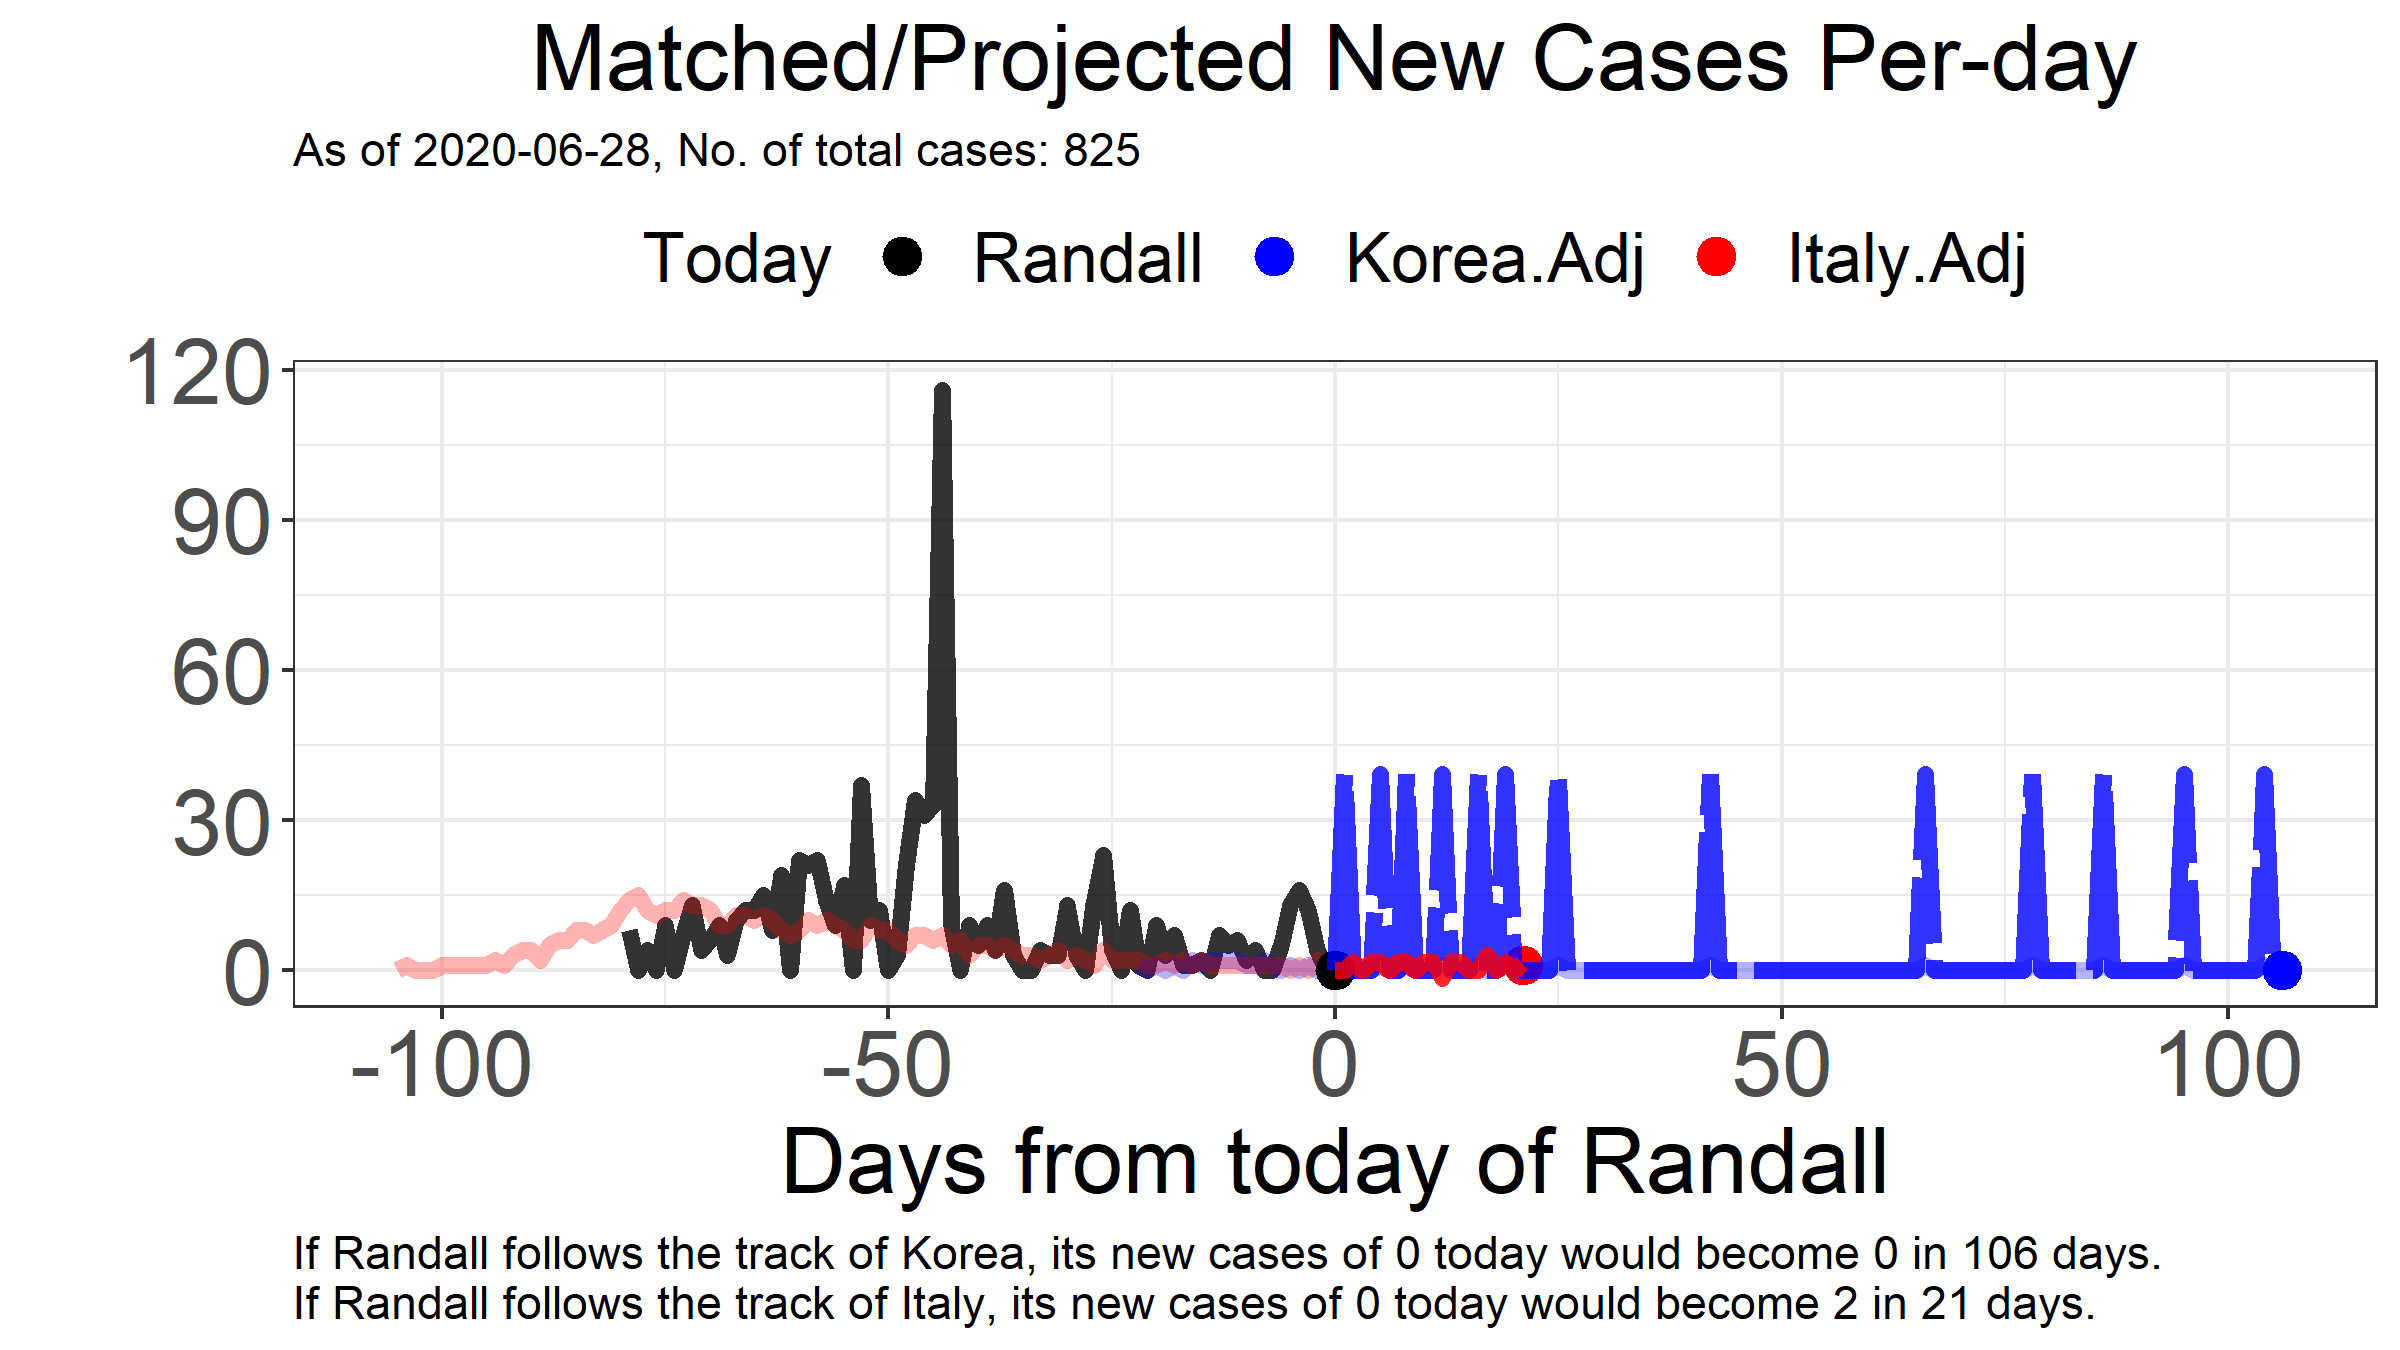 Matched/Projected New Cases Per-day
As of 2020-06-28, No. of total cases: 825
Today Randall Korea.Adj Italy.Adj
120
90
60
30
0
-100 -50 0 50 100
Days from today of Randall
If Randall follows the track of Korea, its new cases of 0 today would become 0 in 106 days.
If Randall follows the track of Italy, its new cases of 0 today would become 2 in 21 days.